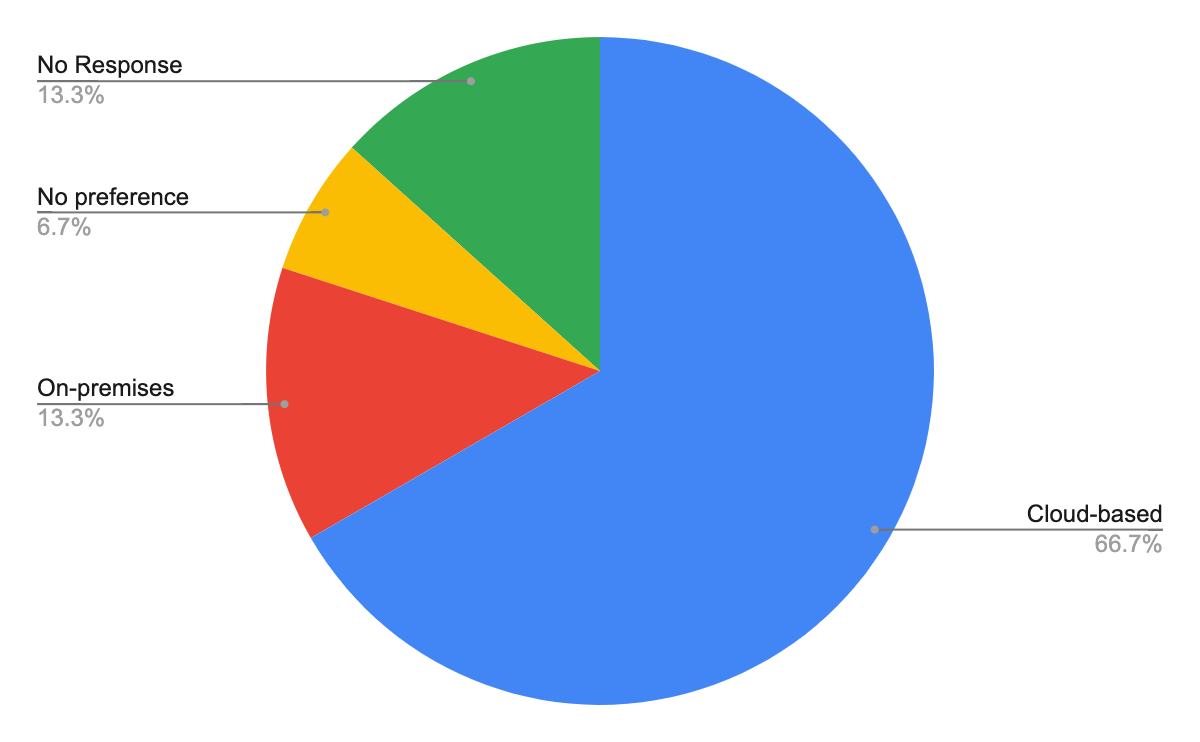 No Response
13.3%
No preference
6.7%
On-premises
13.3%
Cloud-based
66.7%